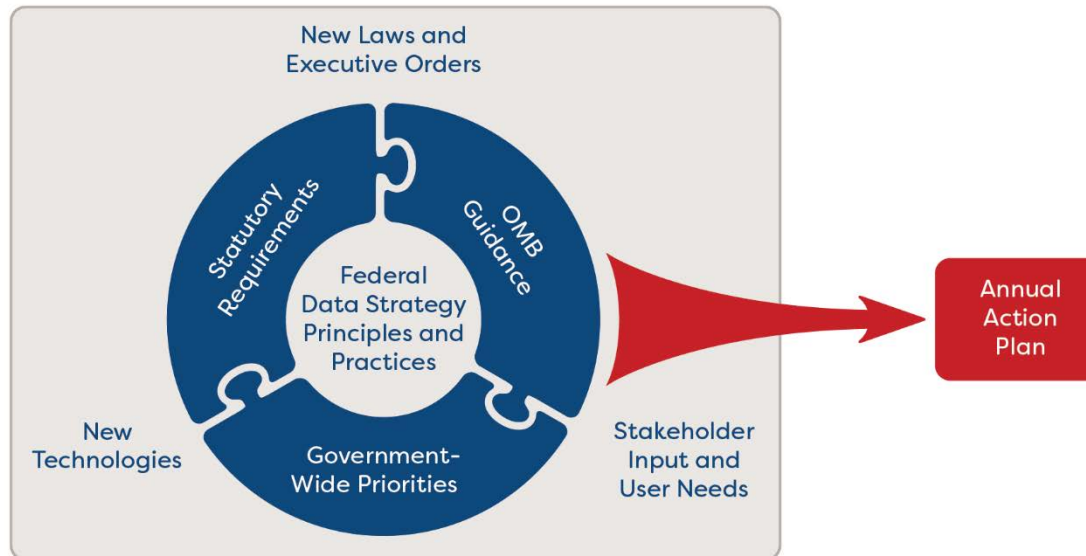 New Laws and
Executive Orders
Statutory
Requirements
OMB
Guidance
Federal
Data Strategy
Principles and
Practices
Annual
Action
Plan
New
Technologies
Government-
Wide Priorities
Stakeholder
Input and
User Needs